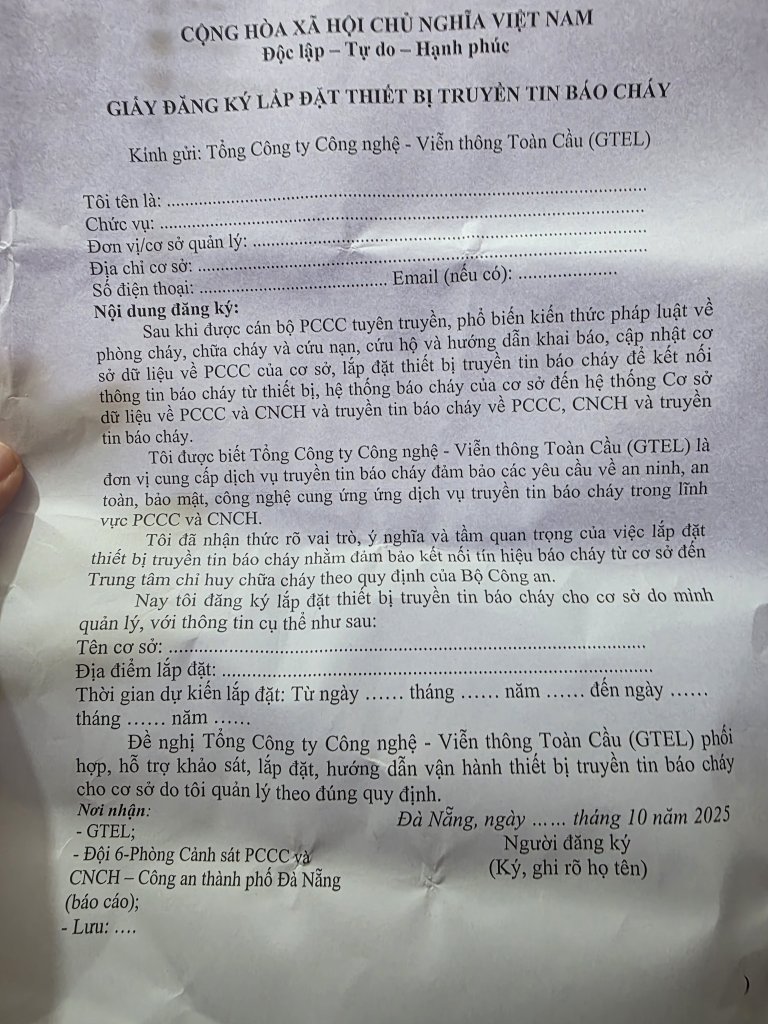 CỘNG HÒA XÃ HỘI CHỦ NGHĨA VIỆT NAM
Độc lập – Tự do – Hạnh phúc
GIẤY ĐĂNG KÝ LẮP ĐẶT THIẾT BỊ TRUYỀN TIN BÁO CHÁY
Kính gửi: Tổng Công ty Công nghệ - Viễn thông Toàn Cầu (GTEL)
Tôi tên là: ....................................................................................
Chức vụ: .....................................................................................
Đơn vị/cơ sở quản lý: .....................................................................
Địa chỉ cơ sở: ..............................................................................
Số điện thoại: ................................... Email (nếu có): ...................
Nội dung đăng ký:
Sau khi được cán bộ PCCC tuyên truyền, phổ biến kiến thức pháp luật về
phòng cháy, chữa cháy và cứu nạn, cứu hộ và hướng dẫn khai báo, cập nhật cơ
sở dữ liệu về PCCC của cơ sở, lắp đặt thiết bị truyền tin báo cháy để kết nối
thông tin báo cháy từ thiết bị, hệ thống báo cháy của cơ sở đến hệ thống Cơ sở
dữ liệu về PCCC và CNCH và truyền tin báo cháy về PCCC, CNCH và truyền
tin báo cháy.
Tôi được biết Tổng Công ty Công nghệ - Viễn thông Toàn Cầu (GTEL) là
đơn vị cung cấp dịch vụ truyền tin báo cháy đảm bảo các yêu cầu về an ninh, an
toàn, bảo mật, công nghệ cung ứng ứng dịch vụ truyền tin báo cháy trong lĩnh
vực PCCC và CNCH.
Tôi đã nhận thức rõ vai trò, ý nghĩa và tầm quan trọng của việc lắp đặt
thiết bị truyền tin báo cháy nhằm đảm bảo kết nối tín hiệu báo cháy từ cơ sở đến
Trung tâm chỉ huy chữa cháy theo quy định của Bộ Công an.
Nay tôi đăng ký lắp đặt thiết bị truyền tin báo cháy cho cơ sở do mình
quản lý, với thông tin cụ thể như sau:
Tên cơ sở: ....................................................................................
Địa điểm lắp đặt: ...........................................................................
Thời gian dự kiến lắp đặt: Từ ngày …… tháng …… năm …… đến ngày ……
tháng …… năm ……
Đề nghị Tổng Công ty Công nghệ - Viễn thông Toàn Cầu (GTEL) phối
hợp, hỗ trợ khảo sát, lắp đặt, hướng dẫn vận hành thiết bị truyền tin báo cháy
cho cơ sở do tôi quản lý theo đúng quy định.
Nơi nhận:
- GTEL;
- Đội 6-Phòng Cảnh sát PCCC và
CNCH – Công an thành phố Đà Nẵng
(báo cáo);
- Lưu: ….
Đà Nẵng, ngày …… tháng 10 năm 2025
Người đăng ký
(Ký, ghi rõ họ tên)
)